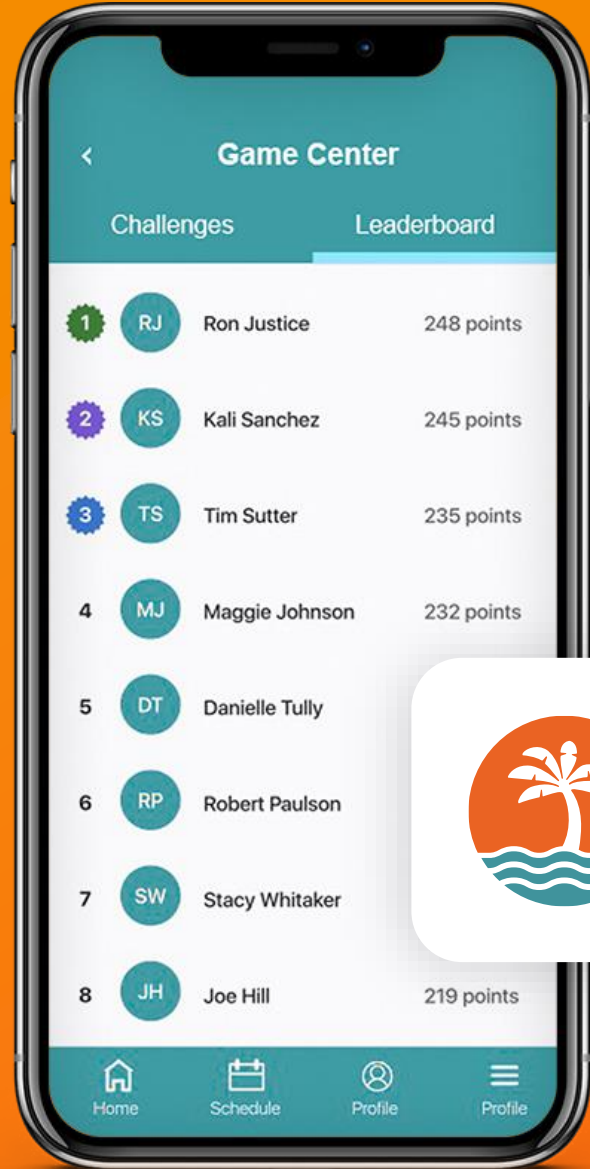 Game Center
Challenges Leaderboard
1 RJ Ron Justice 248 points
2 KS Kali Sanchez 245 points
3 TS Tim Sutter 235 points
4 MJ Maggie Johnson 232 points
5 DT Danielle Tully
6 RP Robert Paulson
7 SW Stacy Whitaker
8 JH Joe Hill 219 points
Home Schedule Profile Profile